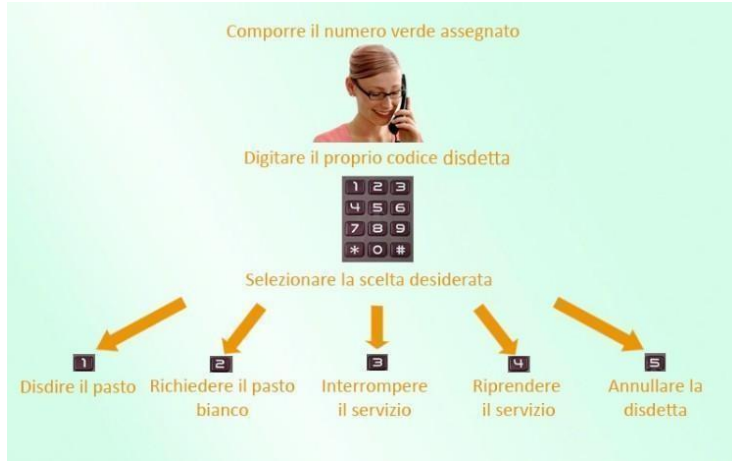 Comporre il numero verde assegnato
Digitare il proprio codice disdetta
1 2 3
4 5 6
7 8 9
* 0 #
Selezionare la scelta desiderata
1 2 3 4 5
Disdire il pasto Richiedere il pasto Interrompere Riprendere Annullare la
bianco il servizio il servizio disdetta